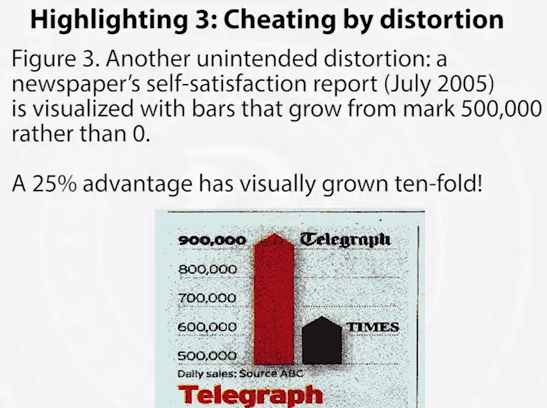 Highlighting 3: Cheating by distortion
Figure 3. Another unintended distortion: a
newspaper's self-satisfaction report (July 2005)
is visualized with bars that grow from mark 500,000
rather than 0.
A 25% advantage has visually grown ten-fold!
900,000 Telegraph
800,000
700,000
600,000 TIMES
500,000
Daily sales: Source ABC
Telegraph